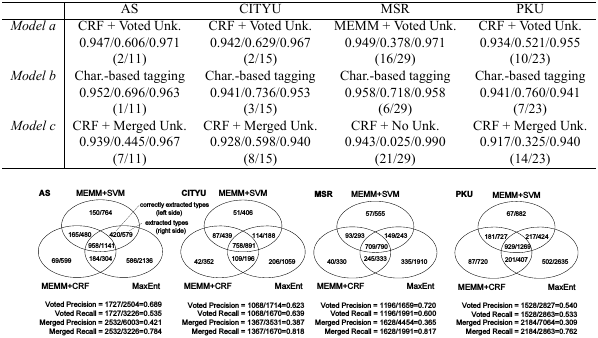 AS CITYU MSR PKU
Model a CRF + Voted Unk. CRF + Voted Unk. MEMM + Voted Unk. CRF + Voted Unk.
0.947/0.606/0.971 0.942/0.629/0.967 0.949/0.378/0.971 0.934/0.521/0.955
(2/11) (2/15) (16/29) (10/23)
Model b Char.-based tagging Char.-based tagging Char.-based tagging Char.-based tagging
0.952/0.696/0.963 0.941/0.736/0.953 0.958/0.718/0.958 0.941/0.760/0.941
(1/11) (3/15) (6/29) (7/23)
Model c CRF + Merged Unk. CRF + Merged Unk. CRF + No Unk. CRF + Merged Unk.
0.939/0.445/0.967 0.928/0.598/0.940 0.943/0.025/0.990 0.917/0.325/0.940
(7/11) (8/15) (21/29) (14/23)
AS
MEMM+SVM
correctly extracted types
(left side)
extracted types
(right side)
150/764
165/480 420/579
958/1141
184/304
69/599 586/2136
MEMM+CRF MaxEnt
Voted Precision = 1727/2504=0.689
Voted Recall = 1727/3226=0.535
Merged Precision = 2532/6003=0.421
Merged Recall = 2532/3226=0.784
CITYU
MEMM+SVM
51/406
87/439 114/188
758/891
109/196
42/352 206/1059
MEMM+CRF MaxEnt
Voted Precision = 1068/1714=0.623
Voted Recall = 1068/1670=0.639
Merged Precision = 1367/3531=0.387
Merged Recall = 1367/1670=0.818
MSR
MEMM+SVM
57/555
93/293 149/243
709/790
245/333
40/330 335/1910
MEMM+CRF MaxEnt
Voted Precision = 1196/1659=0.720
Voted Recall = 1196/1991=0.600
Merged Precision = 1628/4454=0.365
Merged Recall = 1628/1991=0.817
PKU
MEMM+SVM
67/882
181/727 217/424
929/1269
201/407
87/720 502/2635
MEMM+CRF MaxEnt
Voted Precision = 1528/2827=0.540
Voted Recall = 1528/2863=0.533
Merged Precision = 2184/7064=0.309
Merged Recall = 2184/2863=0.762